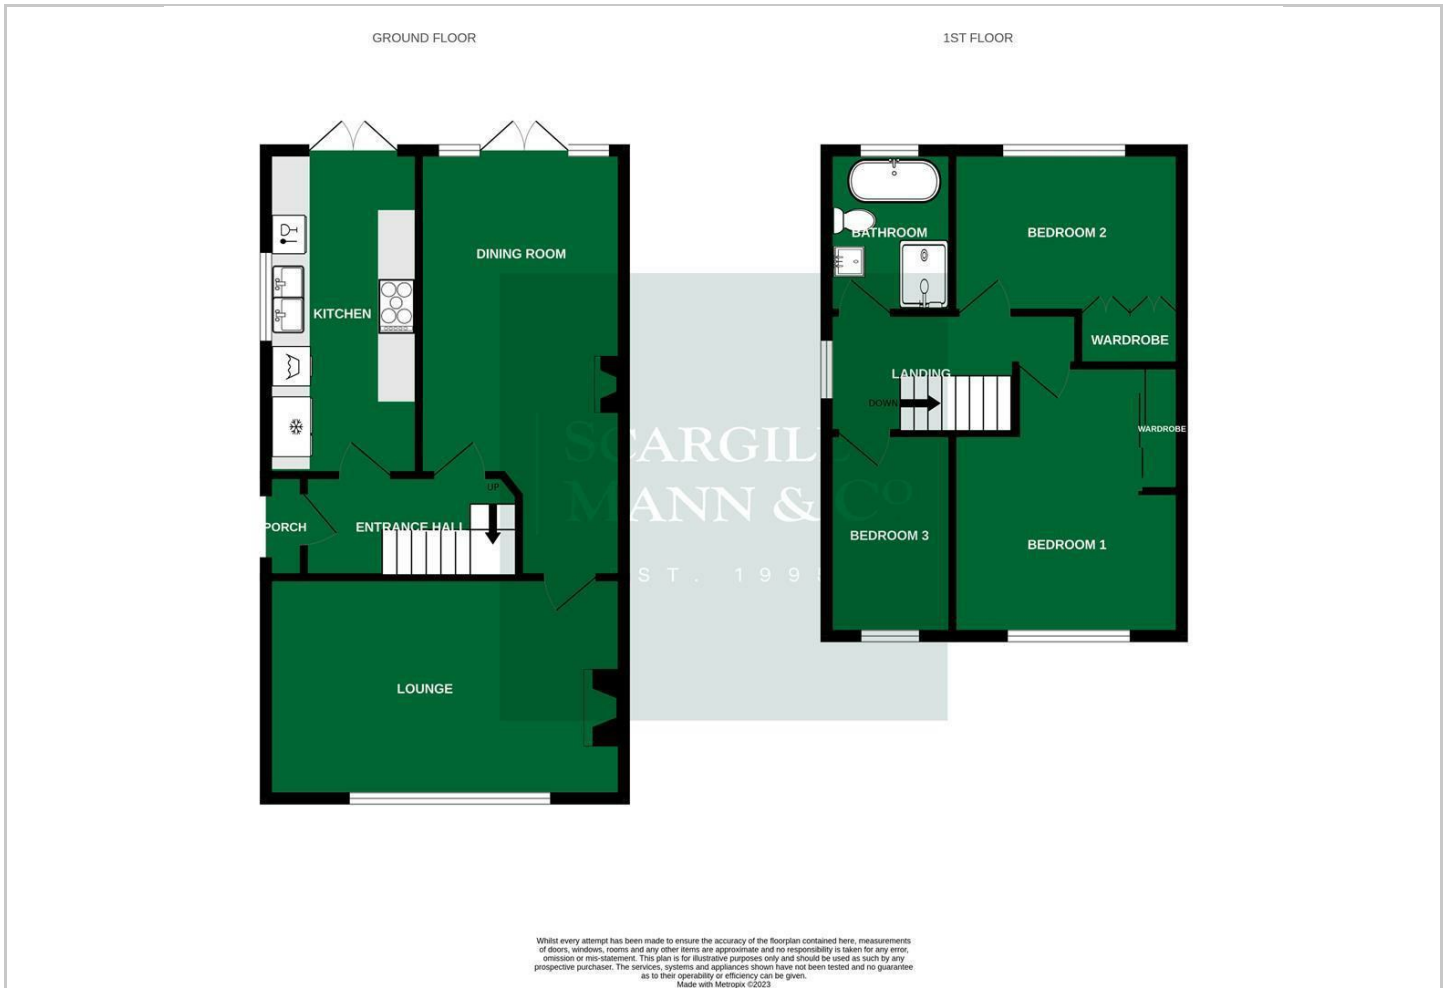 GROUND FLOOR
1ST FLOOR
DINING ROOM
KITCHEN
UP
PORCH
ENTRANCE HALL
LOUNGE
BATHROOM
BEDROOM 2
WARDROBE
LANDING
DOWN
WARDROBE
BEDROOM 3
BEDROOM 1
SCARGILL
MANN & CO
EST. 1995
Whilst every attempt has been made to ensure the accuracy of the floorplan contained here, measurements
of doors, windows, rooms and any other items are approximate and no responsibility is taken for any error,
omission or mis-statement. This plan is for illustrative purposes only and should be used as such by any
prospective purchaser. The services, systems and appliances shown have not been tested and no guarantee
as to their operability or efficiency can be given.
Made with Metropix ©2023